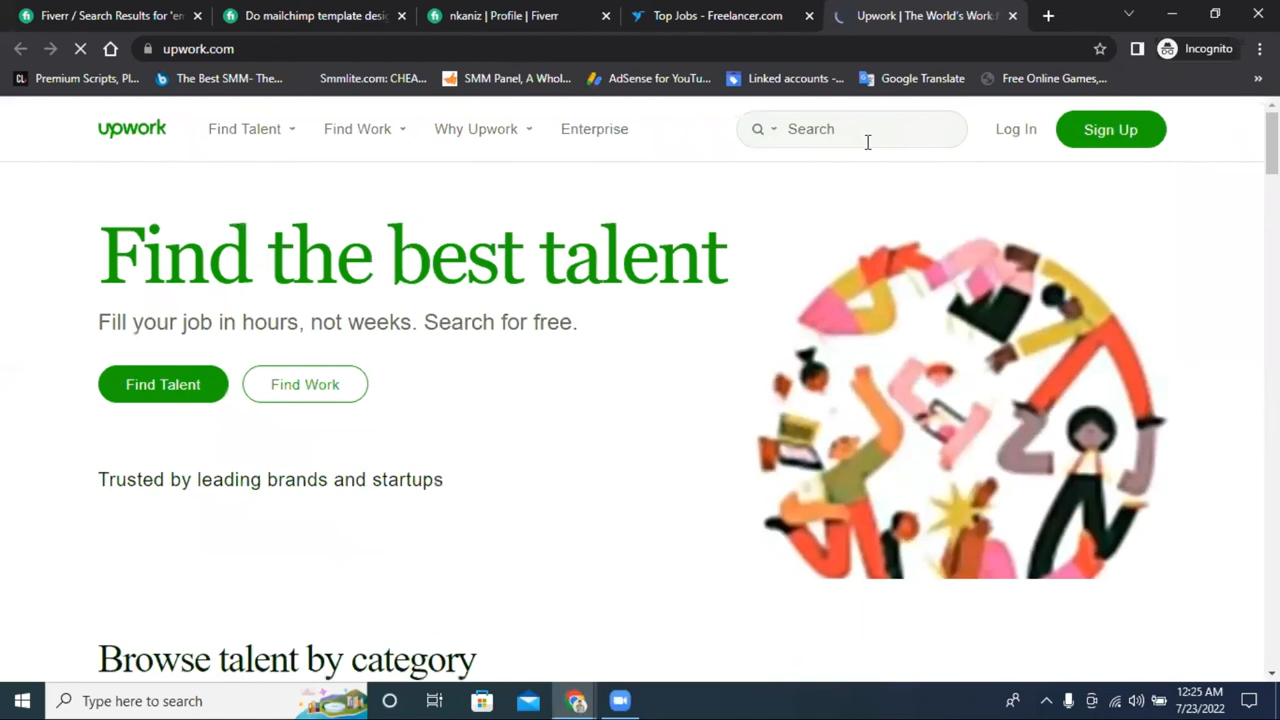 Fiverr / Search Results for 'en
Do mailchimp template desig
nkaniz | Profile | Fiverr
Top Jobs - Freelancer.com
Upwork | The World's Work
upwork.com
Incognito
Premium Scripts, Pl...
The Best SMM- The...
Smmlite.com: CHEA...
SMM Panel, A Whol...
AdSense for YouTu...
Linked accounts -...
Google Translate
Free Online Games,...
upwork
Find Talent
Find Work
Why Upwork
Enterprise
Search
Log In
Sign Up
Find the best talent
Fill your job in hours, not weeks. Search for free.
Find Talent
Find Work
Trusted by leading brands and startups
Browse talent by category
Type here to search
12:25 AM
7/23/2022